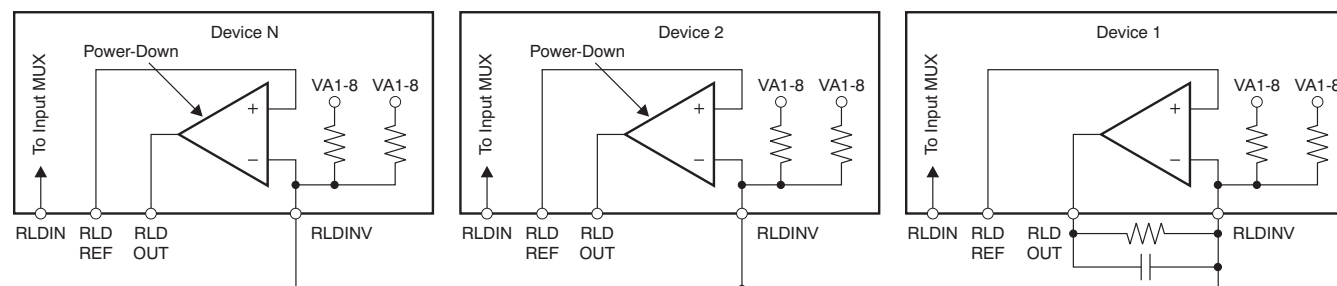 Device N
Power-Down
To Input MUX
VA1-8 VA1-8
+
−
RLDIN RLD REF RLD OUT RLDINV
Device 2
Power-Down
To Input MUX
VA1-8 VA1-8
+
−
RLDIN RLD REF RLD OUT RLDINV
Device 1
To Input MUX
VA1-8 VA1-8
+
−
RLDIN RLD REF RLD OUT RLDINV